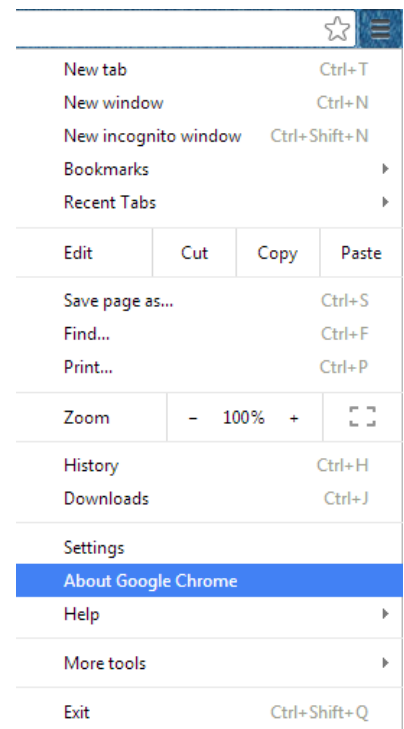 New tab Ctrl+T
New window Ctrl+N
New incognito window Ctrl+Shift+N
Bookmarks
Recent Tabs
Edit Cut Copy Paste
Save page as... Ctrl+S
Find... Ctrl+F
Print... Ctrl+P
Zoom − 100% +
History Ctrl+H
Downloads Ctrl+J
Settings
About Google Chrome
Help
More tools
Exit Ctrl+Shift+Q